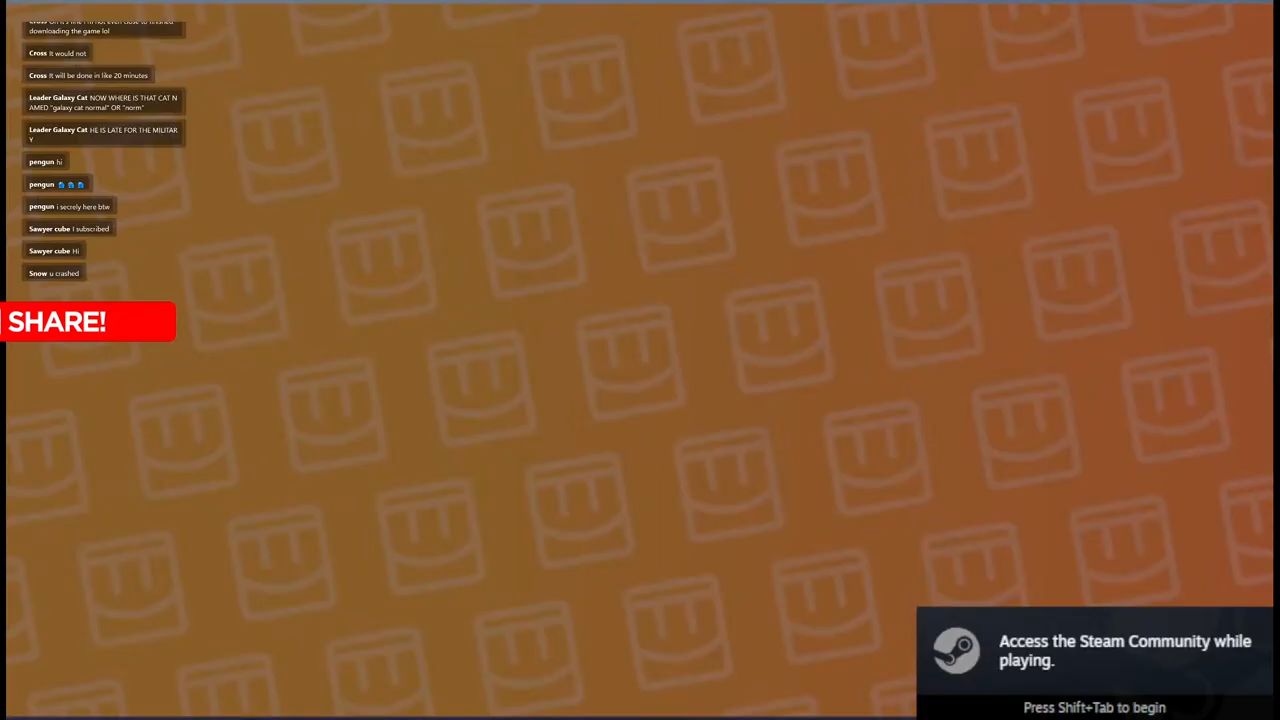 downloading the game lol
Cross It would not
Cross It will be done in like 20 minutes
Leader Galaxy Cat NOW WHERE IS THAT CAT N
AMED "galaxy cat normal" OR "norm"
Leader Galaxy Cat HE IS LATE FOR THE MILITAR
Y
pengun hi
pengun
pengun i secrely here btw
Sawyer cube I subscribed
Sawyer cube Hi
Snow u crashed
SHARE!
Access the Steam Community while
playing.
Press Shift+Tab to begin